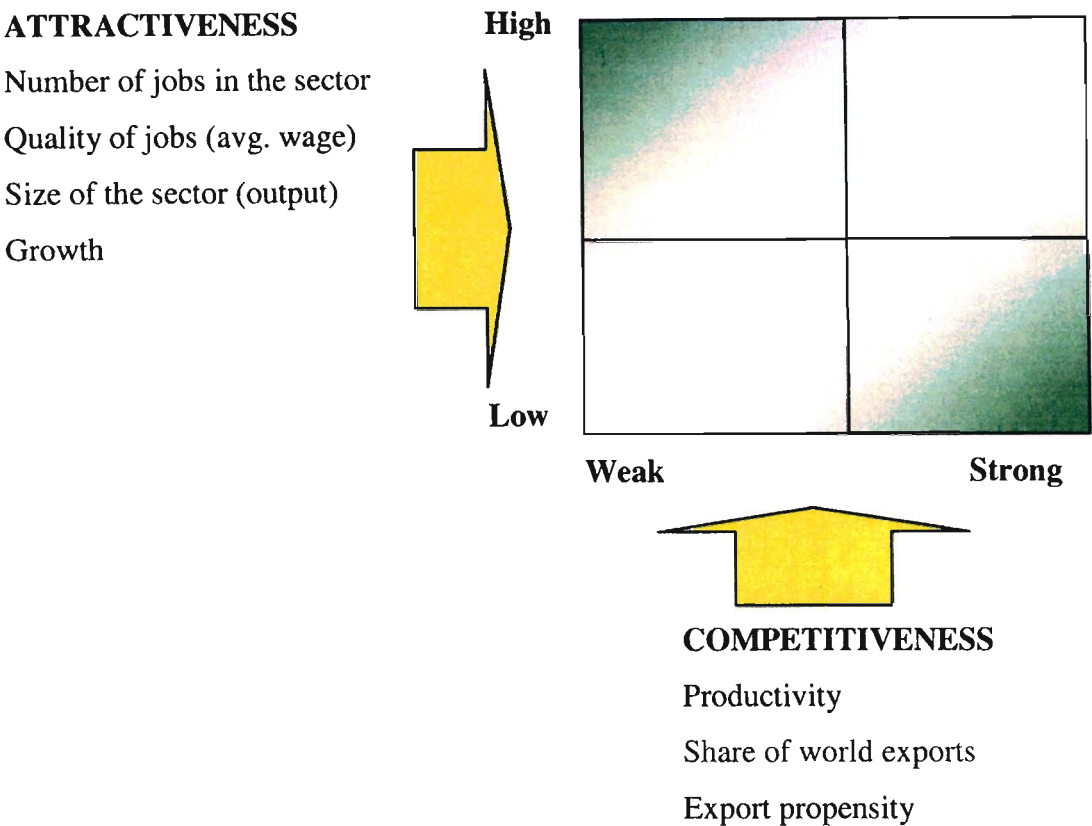 ATTRACTIVENESS
Number of jobs in the sector
Quality of jobs (avg. wage)
Size of the sector (output)
Growth
High
Low
Weak
Strong
COMPETITIVENESS
Productivity
Share of world exports
Export propensity